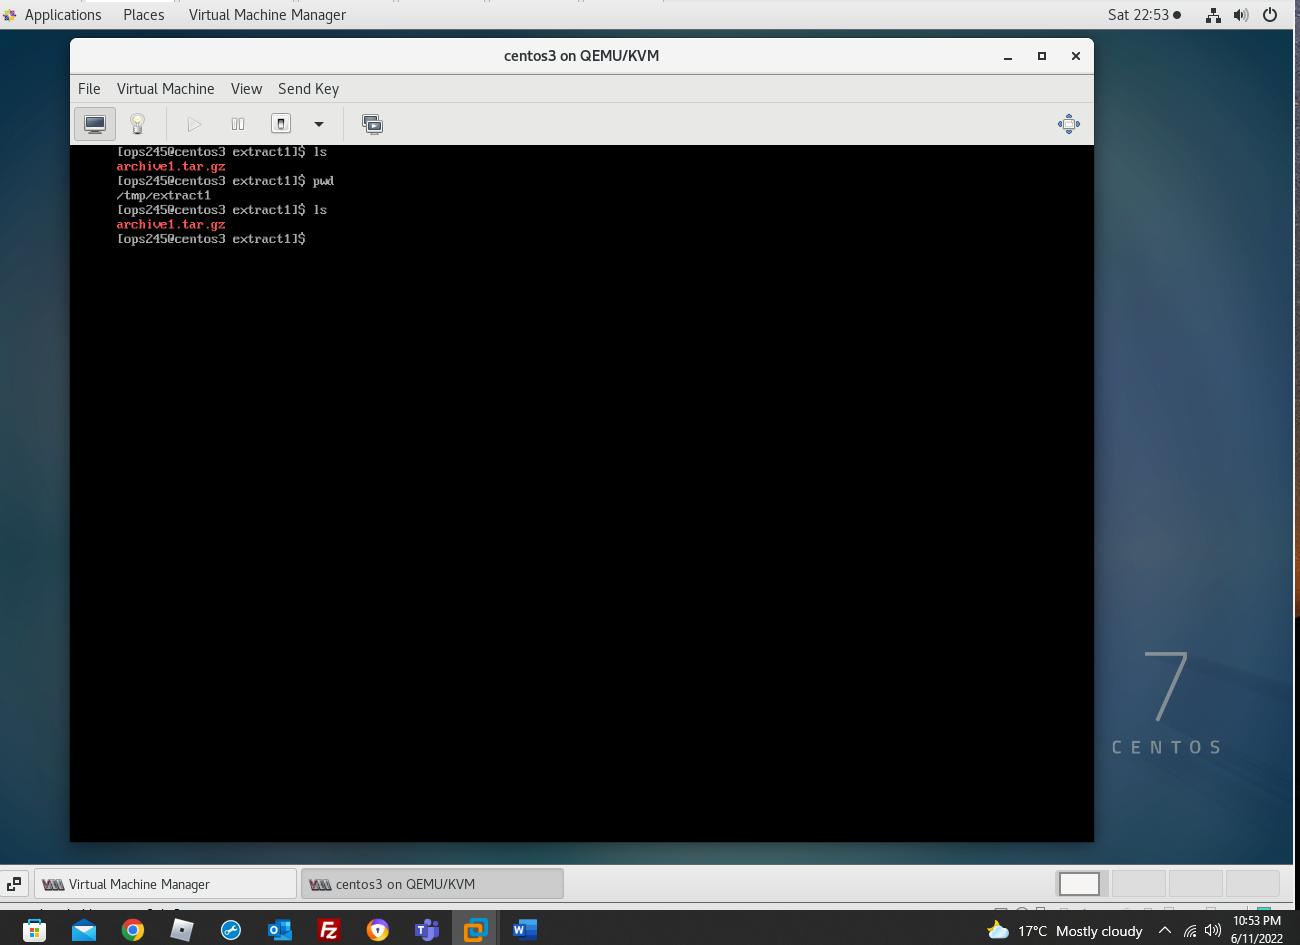 Applications Places Virtual Machine Manager Sat 22:53
centos3 on QEMU/KVM
File Virtual Machine View Send Key
[ops245@centos3 extract1]$ ls
archive1.tar.gz
[ops245@centos3 extract1]$ pwd
/tmp/extract1
[ops245@centos3 extract1]$ ls
archive1.tar.gz
[ops245@centos3 extract1]$
7
CENTOS
Virtual Machine Manager centos3 on QEMU/KVM
17°C Mostly cloudy
10:53 PM
6/11/2022